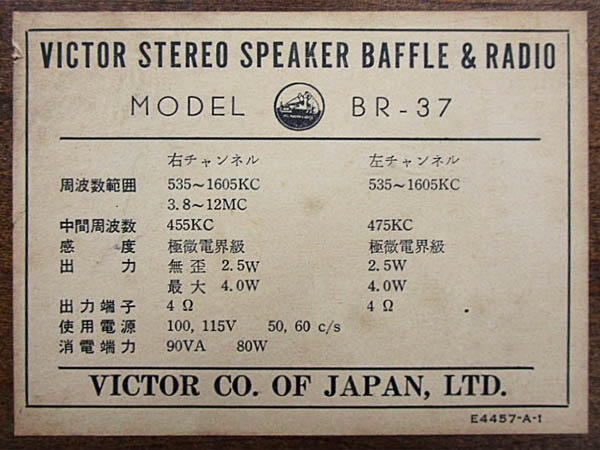 VICTOR STEREO SPEAKER BAFFLE & RADIO
MODEL BR-37
右チャンネル 左チャンネル
周波数範囲 535～1605KC 535～1605KC
3.8～12MC
中間周波数 455KC 475KC
感度 極微電界級 極微電界級
出力 無歪 2.5W 2.5W
最大 4.0W 4.0W
出力端子 4Ω 4Ω
使用電源 100, 115V 50, 60 c/s
消電端力 90VA 80W
VICTOR CO. OF JAPAN, LTD.
E4457-A-1